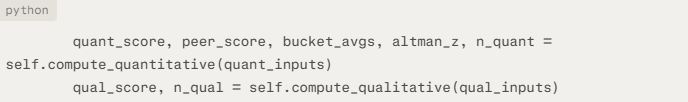 python
quant_score, peer_score, bucket_avgs, altman_z, n_quant =
self.compute_quantitative(quant_inputs)
qual_score, n_qual = self.compute_qualitative(qual_inputs)